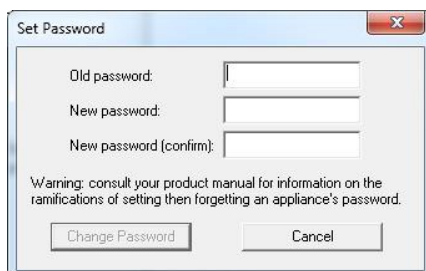 Set Password
Old password:
New password:
New password (confirm):
Warning: consult your product manual for information on the
ramifications of setting then forgetting an appliance's password.
Change Password Cancel